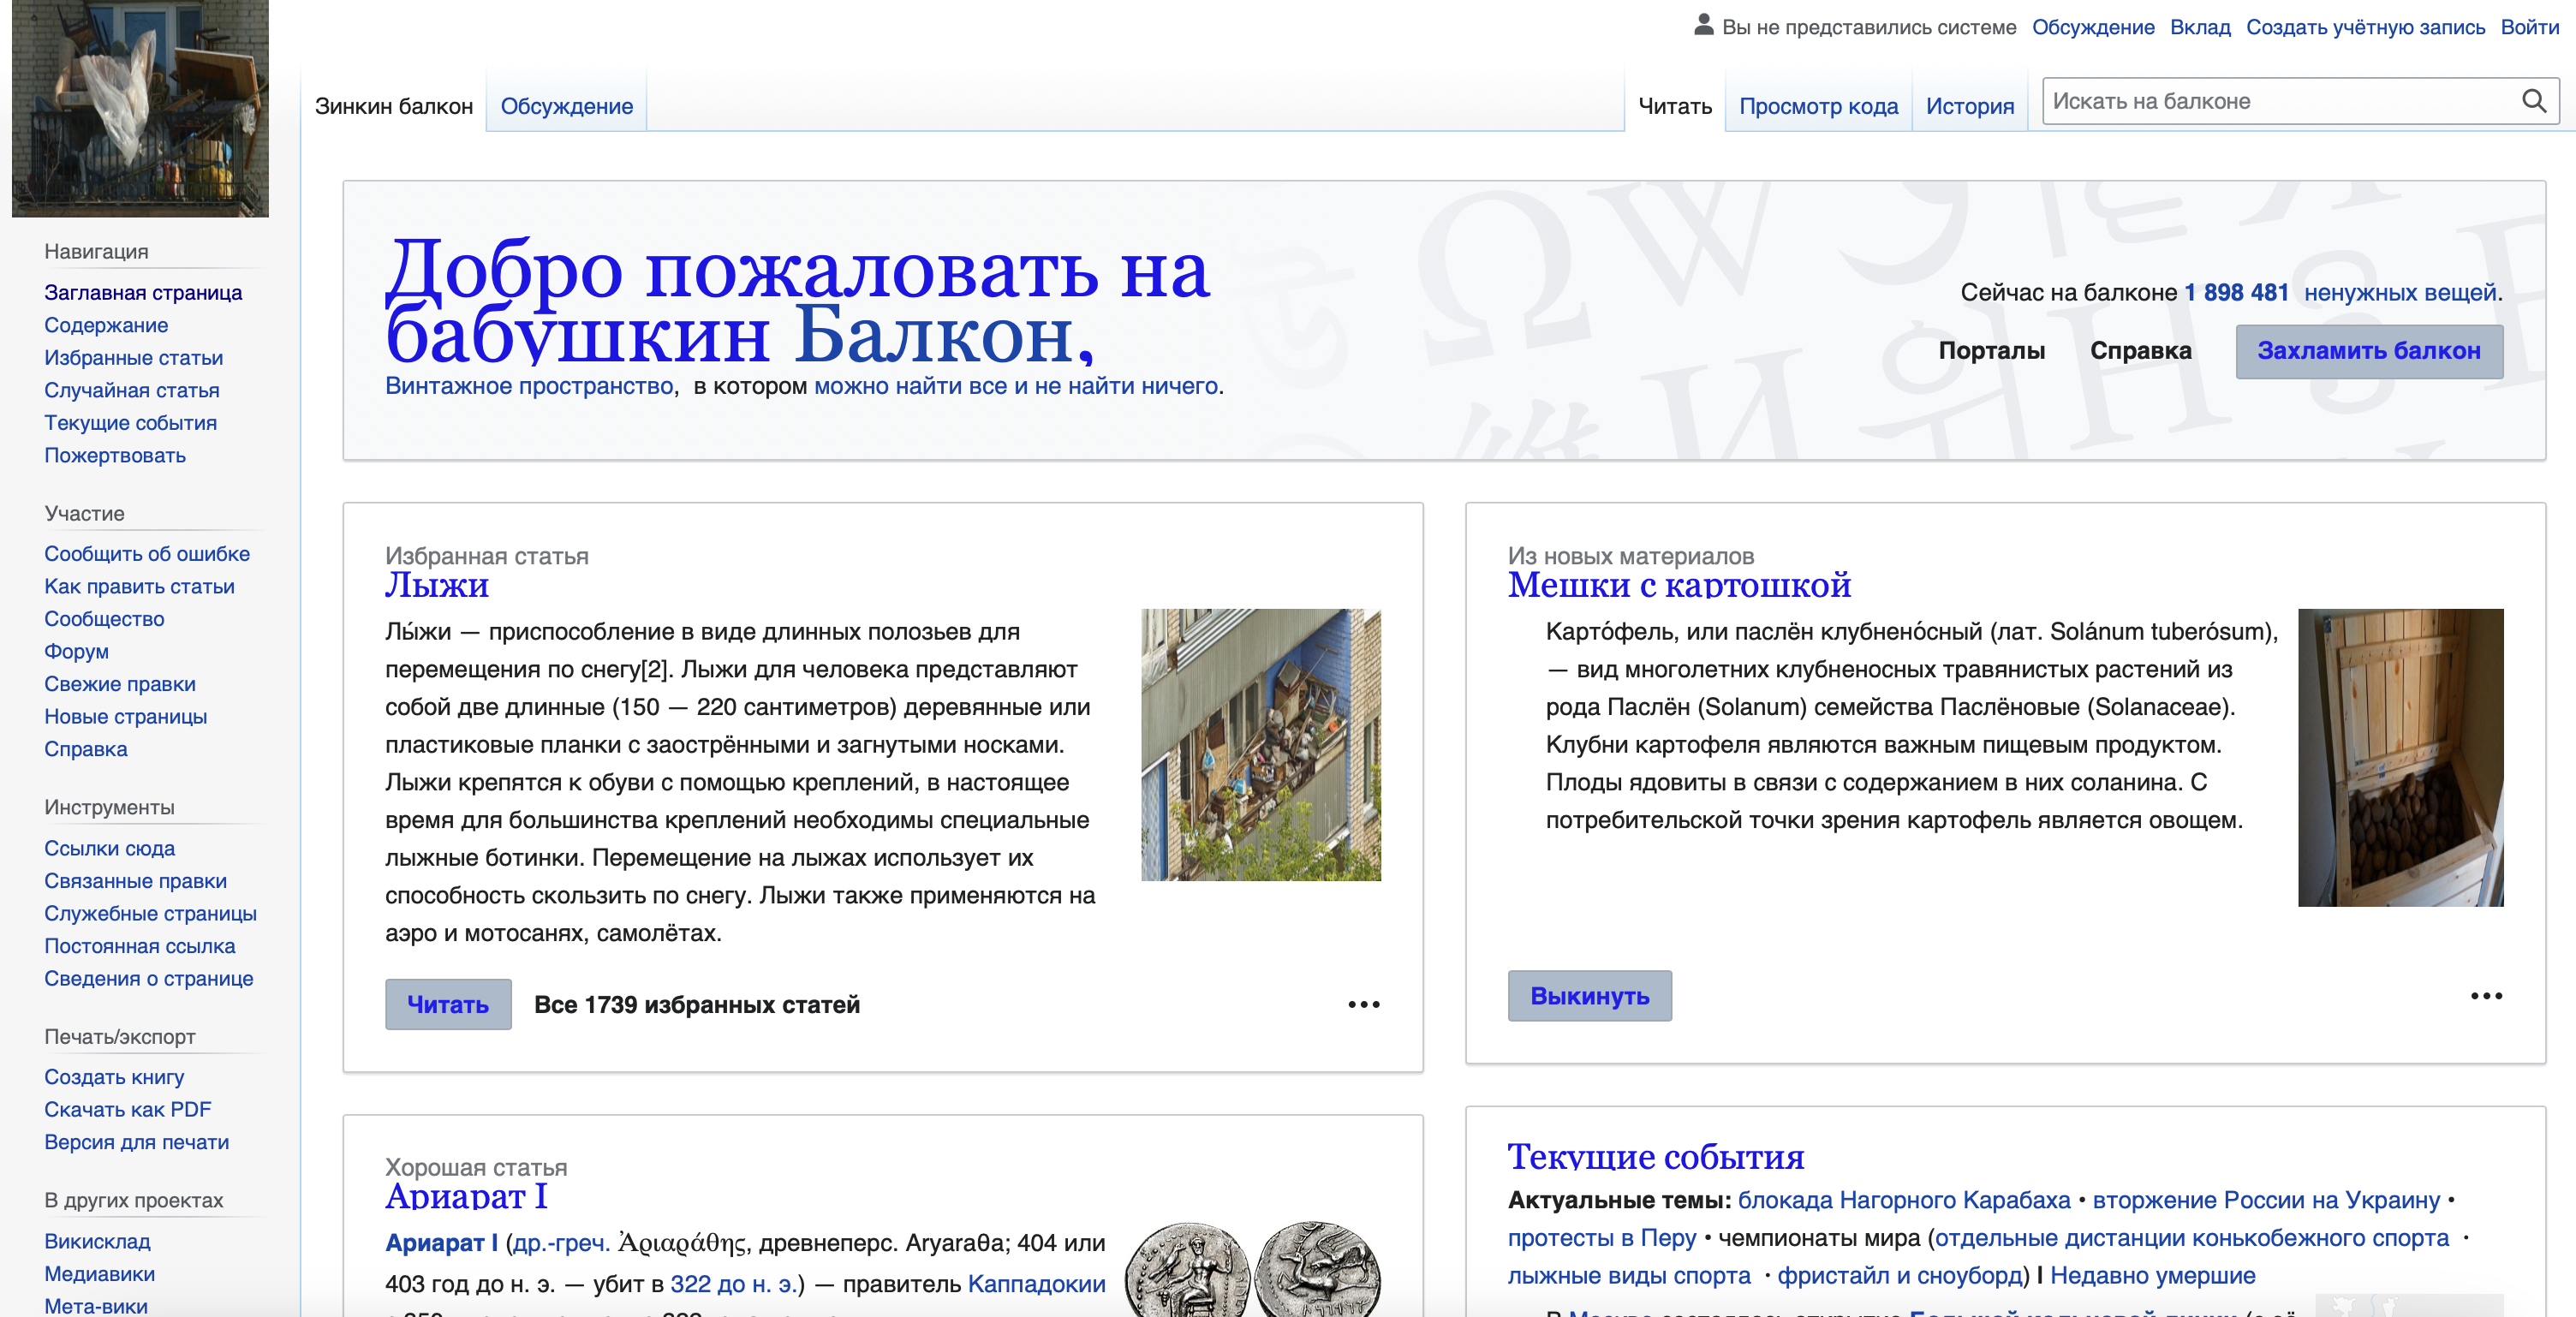 Вы не представились системе Обсуждение Вклад Создать учётную запись Войти
Зинкин балкон Обсуждение Читать Просмотр кода История Искать на балконе
Навигация
Заглавная страница
Содержание
Избранные статьи
Случайная статья
Текущие события
Пожертвовать
Участие
Сообщить об ошибке
Как править статьи
Сообщество
Форум
Свежие правки
Новые страницы
Справка
Инструменты
Ссылки сюда
Связанные правки
Служебные страницы
Постоянная ссылка
Сведения о странице
Печать/экспорт
Создать книгу
Скачать как PDF
Версия для печати
В других проектах
Викисклад
Медиавики
Мета-вики
Добро пожаловать на
бабушкин Балкон,
Винтажное пространство, в котором можно найти все и не найти ничего.
Сейчас на балконе 1 898 481 ненужных вещей.
Порталы Справка Захламить балкон
Избранная статья
Лыжи
Лы́жи — приспособление в виде длинных полозьев для
перемещения по снегу[2]. Лыжи для человека представляют
собой две длинные (150 — 220 сантиметров) деревянные или
пластиковые планки с заострёнными и загнутыми носками.
Лыжи крепятся к обуви с помощью креплений, в настоящее
время для большинства креплений необходимы специальные
лыжные ботинки. Перемещение на лыжах использует их
способность скользить по снегу. Лыжи также применяются на
аэро и мотосанях, самолётах.
Читать Все 1739 избранных статей
Из новых материалов
Мешки с картошкой
Карто́фель, или паслён клубнено́сный (лат. Solánum tuberósum),
— вид многолетних клубненосных травянистых растений из
рода Паслён (Solanum) семейства Паслёновые (Solanaceae).
Клубни картофеля являются важным пищевым продуктом.
Плоды ядовиты в связи с содержанием в них соланина. С
потребительской точки зрения картофель является овощем.
Выкинуть
Хорошая статья
Ариарат I
Ариарат I (др.-греч. Ἀριαράθης, древнеперс. Aryaraθa; 404 или
403 год до н. э. — убит в 322 до н. э.) — правитель Каппадокии
Текущие события
Актуальные темы: блокада Нагорного Карабаха • вторжение России на Украину •
протесты в Перу • чемпионаты мира (отдельные дистанции конькобежного спорта ·
лыжные виды спорта · фристайл и сноуборд) I Недавно умершие